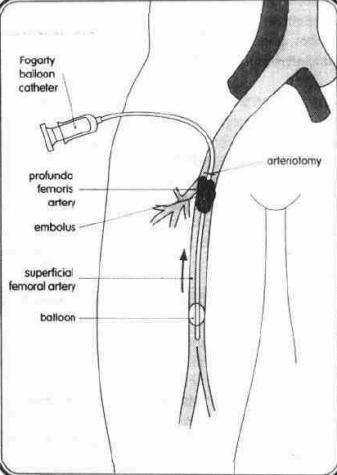 Fogarty
balloon
catheter
arteriotomy
profunda
femoris
artery
embolus
superficial
femoral artery
balloon